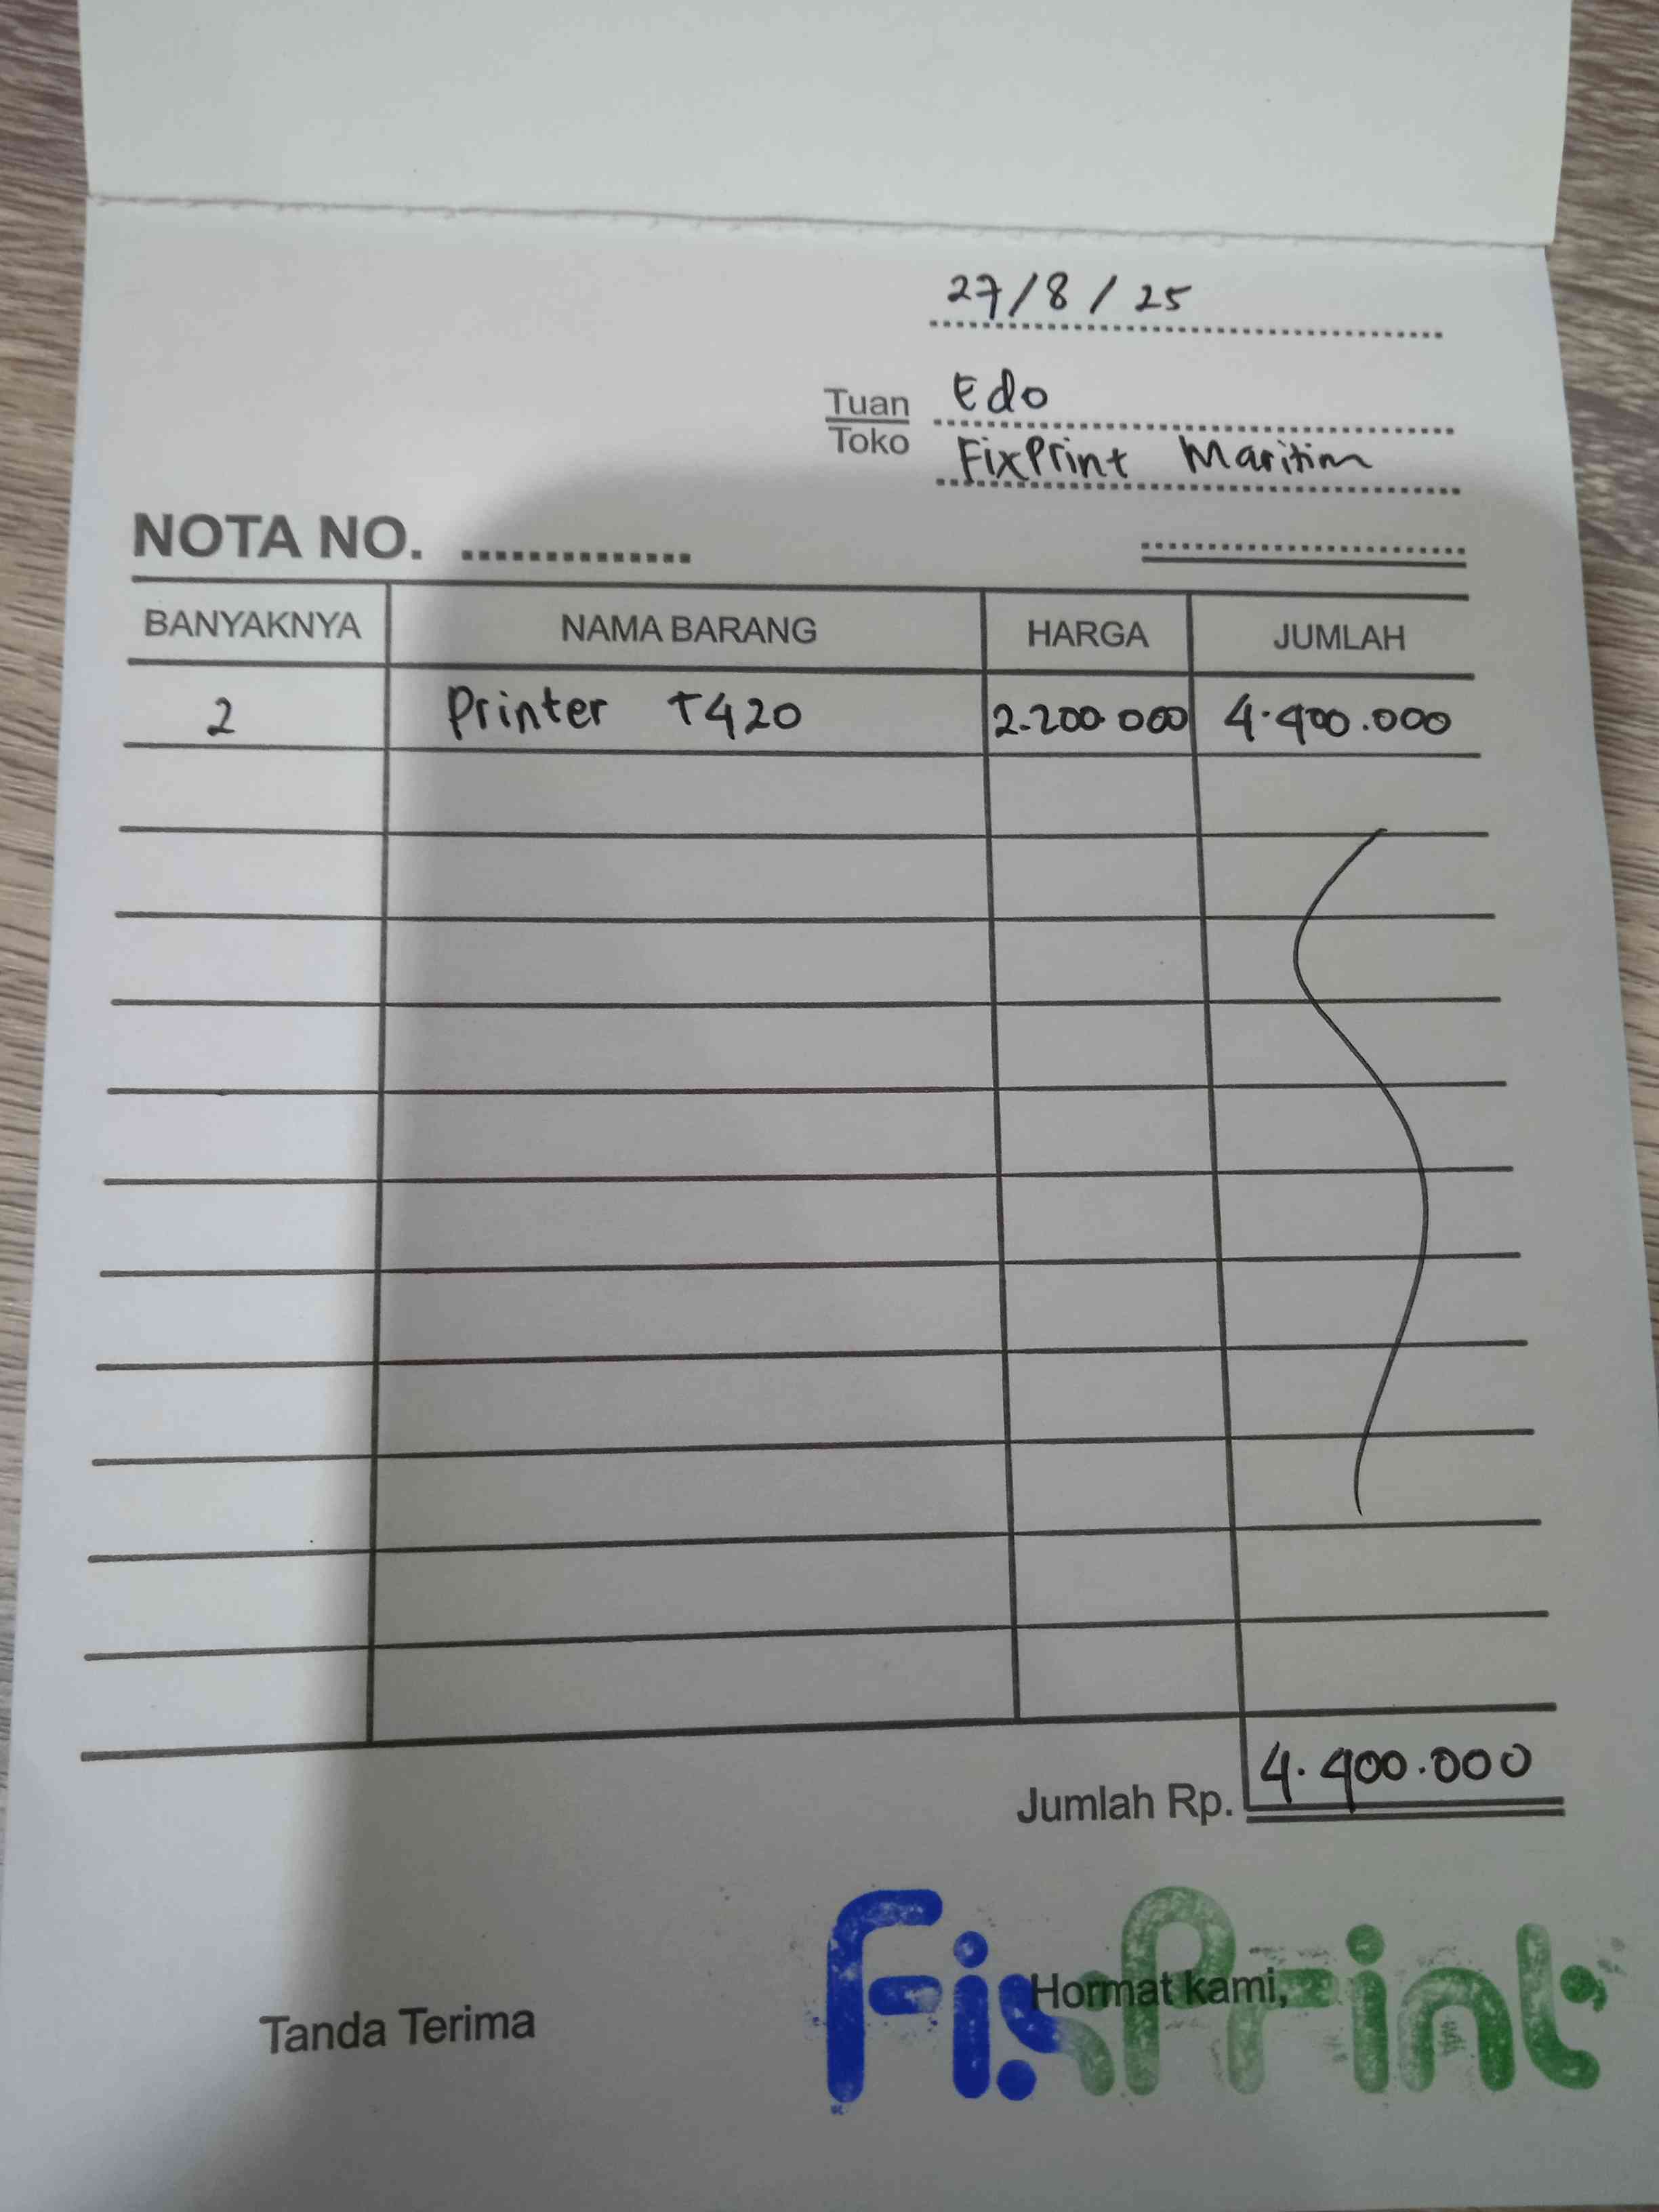 27/8/25
Tuan Edo
Toko FixPrint Maritim
NOTA NO. ..............
BANYAKNYA NAMA BARANG HARGA JUMLAH
2 Printer T420 2.200.000 4.400.000
Jumlah Rp. 4.400.000
Tanda Terima Hormat kami,
FixPrint